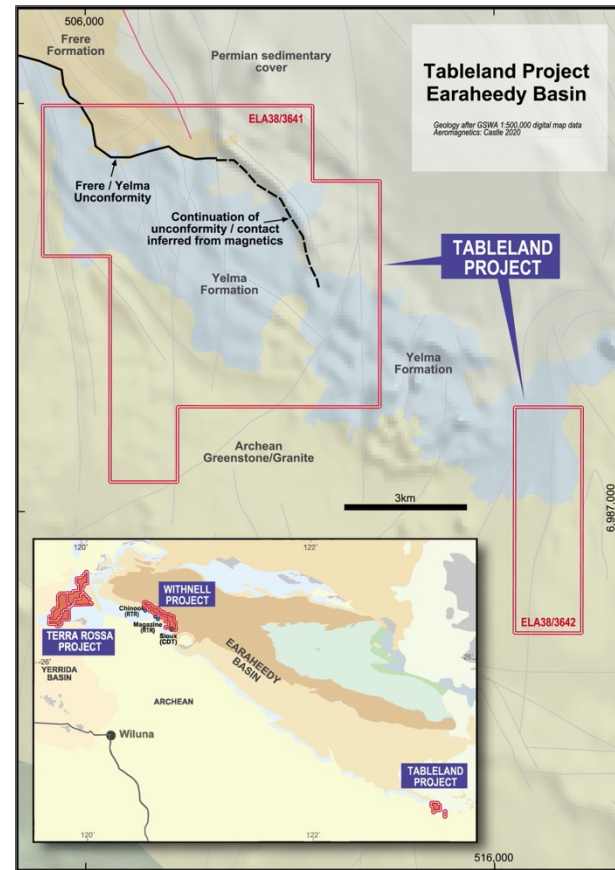 506,000
Frere
Formation
Permian sedimentary
cover
Tableland Project
Earaheedy Basin
Geology after GSWA 1:500,000 digital map data
Aeromagnetics: Castle 2020
ELA38/3641
Frere / Yelma
Unconformity
Continuation of
unconformity / contact
inferred from magnetics
TABLELAND
PROJECT
Yelma
Formation
Yelma
Formation
Archean
Greenstone/Granite
3km
6,987,000
ELA38/3642
120°
122°
WITHNELL
PROJECT
Chinook
(RTR)
Magazine
(RTR)
Sioux
(CDT)
TERRA ROSSA
PROJECT
-26°
-26°
YERRIDA
BASIN
EARAHEEDY
BASIN
ARCHEAN
Wiluna
TABLELAND
PROJECT
120°
122°
516,000